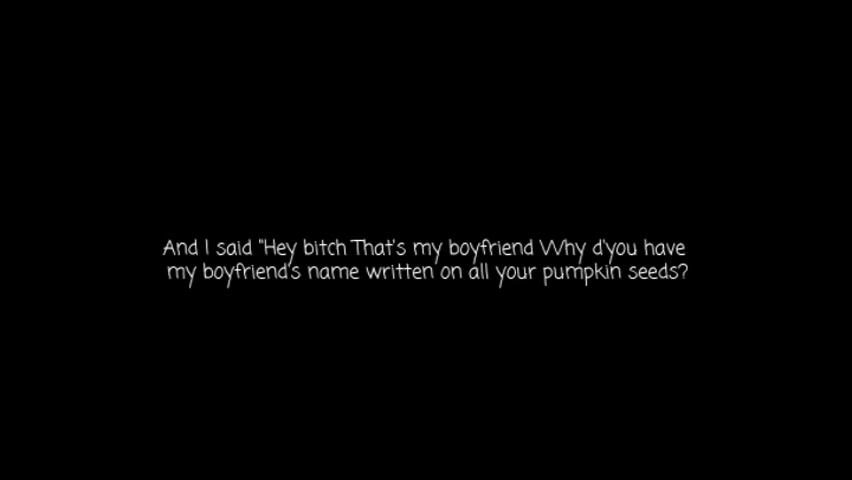 And I said "Hey bitch That's my boyfriend Why d'you have
my boyfriend's name written on all your pumpkin seeds?